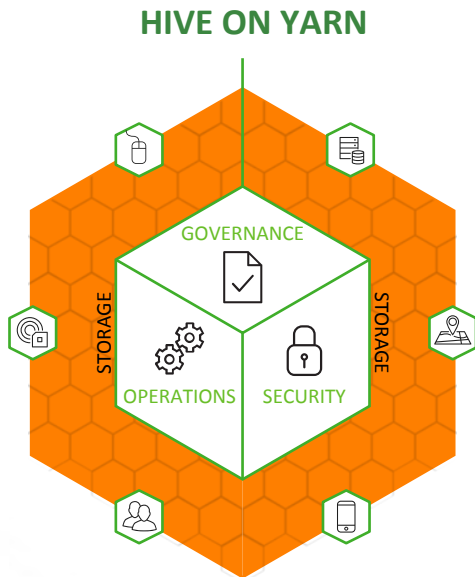 HIVE ON YARN
GOVERNANCE
STORAGE
STORAGE
OPERATIONS
SECURITY